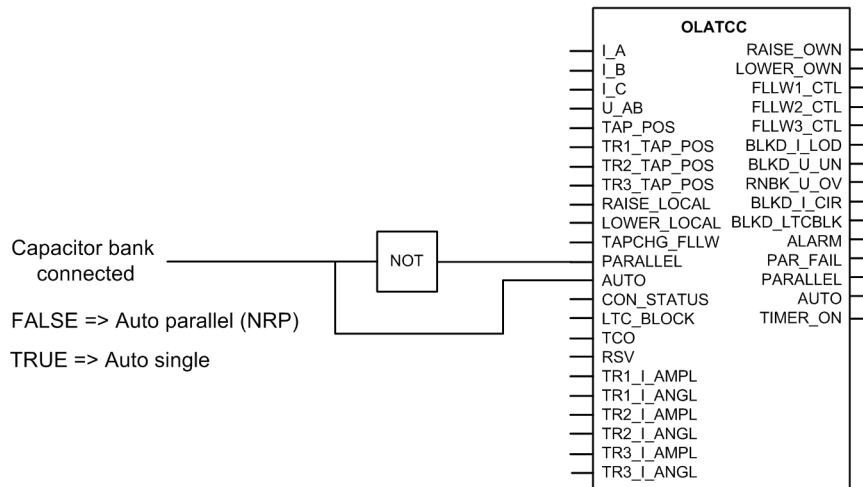 OLATCC
I_A
I_B
I_C
U_AB
TAP_POS
TR1_TAP_POS
TR2_TAP_POS
TR3_TAP_POS
RAISE_LOCAL
LOWER_LOCAL
TAPCHG_FLLW
PARALLEL
AUTO
CON_STATUS
LTC_BLOCK
TCO
RSV
TR1_I_AMPL
TR1_I_ANGL
TR2_I_AMPL
TR2_I_ANGL
TR3_I_AMPL
TR3_I_ANGL
RAISE_OWN
LOWER_OWN
FLLW1_CTL
FLLW2_CTL
FLLW3_CTL
BLKD_I_LOD
BLKD_U_UN
RNBK_U_OV
BLKD_I_CIR
BLKD_LTCBLK
ALARM
PAR_FAIL
PARALLEL
AUTO
TIMER_ON
Capacitor bank
connected
NOT
FALSE => Auto parallel (NRP)
TRUE => Auto single